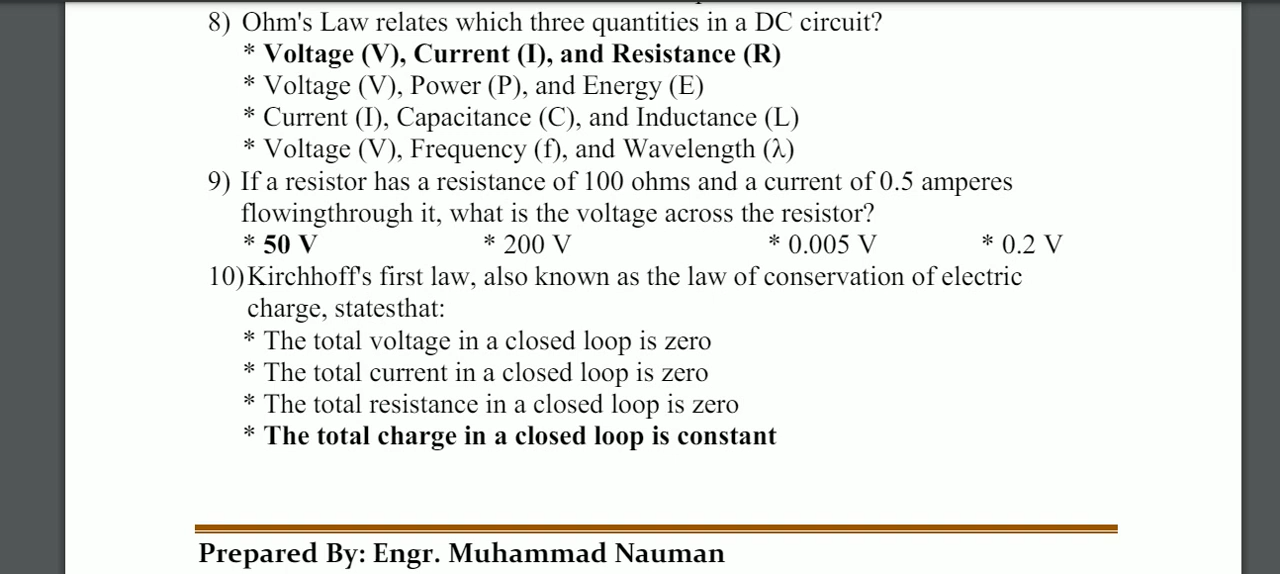 8) Ohm's Law relates which three quantities in a DC circuit?
* Voltage (V), Current (I), and Resistance (R)
* Voltage (V), Power (P), and Energy (E)
* Current (I), Capacitance (C), and Inductance (L)
* Voltage (V), Frequency (f), and Wavelength (λ)
9) If a resistor has a resistance of 100 ohms and a current of 0.5 amperes
flowingthrough it, what is the voltage across the resistor?
* 50 V * 200 V * 0.005 V * 0.2 V
10) Kirchhoff's first law, also known as the law of conservation of electric
charge, statesthat:
* The total voltage in a closed loop is zero
* The total current in a closed loop is zero
* The total resistance in a closed loop is zero
* The total charge in a closed loop is constant
Prepared By: Engr. Muhammad Nauman